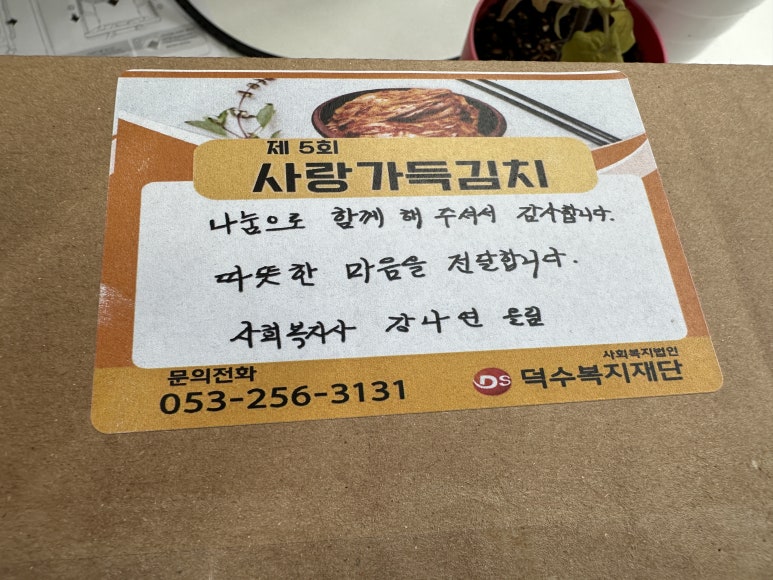 제 5회
사랑가득김치
나눔으로 함께 해 주셔서 감사합니다.
따뜻한 마음을 전달합니다.
사회복지사 강나연 올림
문의전화
053-256-3131
사회복지법인
DS 덕수복지재단